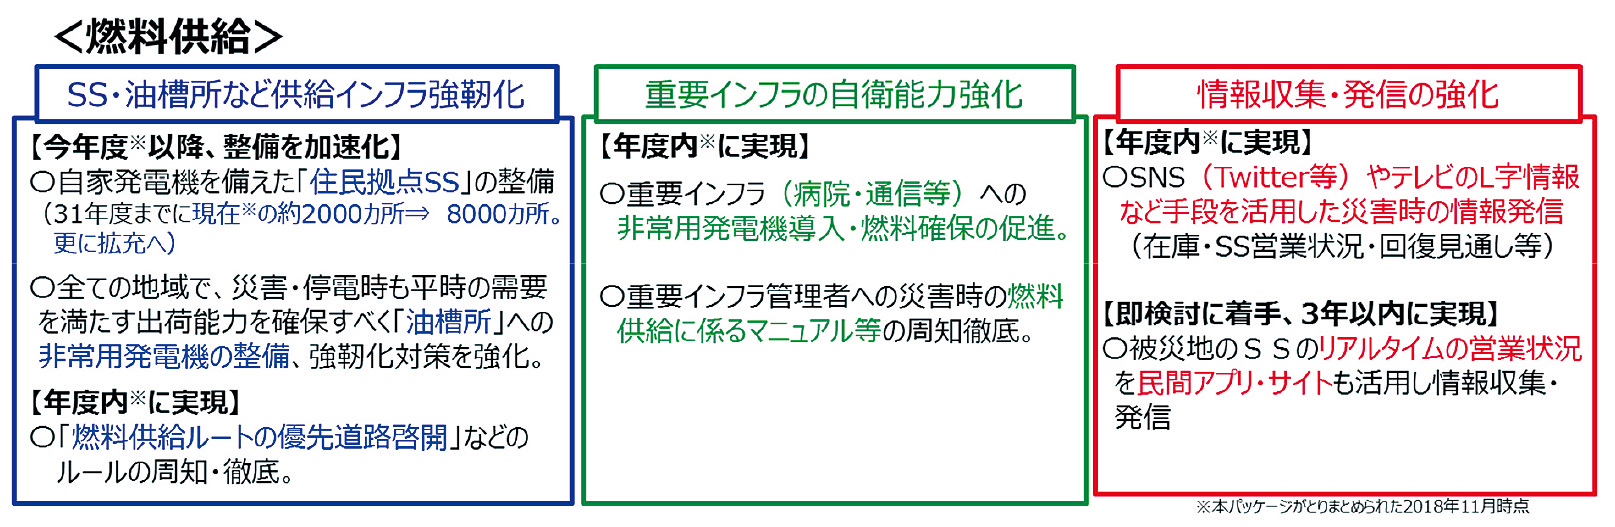 ＜燃料供給＞
SS・油槽所など供給インフラ強靭化
【今年度※以降、整備を加速化】
○自家発電機を備えた「住民拠点SS」の整備
（31年度までに現在※の約2000カ所⇒ 8000カ所。
更に拡充へ）
○全ての地域で、災害・停電時も平時の需要
を満たす出荷能力を確保すべく「油槽所」への
非常用発電機の整備、強靭化対策を強化。
【年度内※に実現】
○「燃料供給ルートの優先道路啓開」などの
ルールの周知・徹底。
重要インフラの自衛能力強化
【年度内※に実現】
○重要インフラ（病院・通信等）への
非常用発電機導入・燃料確保の促進。
○重要インフラ管理者への災害時の燃料
供給に係るマニュアル等の周知徹底。
情報収集・発信の強化
【年度内※に実現】
○SNS（Twitter等）やテレビのL字情報
など手段を活用した災害時の情報発信
（在庫・SS営業状況・回復見通し等）
【即検討に着手、3年以内に実現】
○被災地のＳＳのリアルタイムの営業状況
を民間アプリ・サイトも活用し情報収集・
発信
※本パッケージがとりまとめられた2018年11月時点